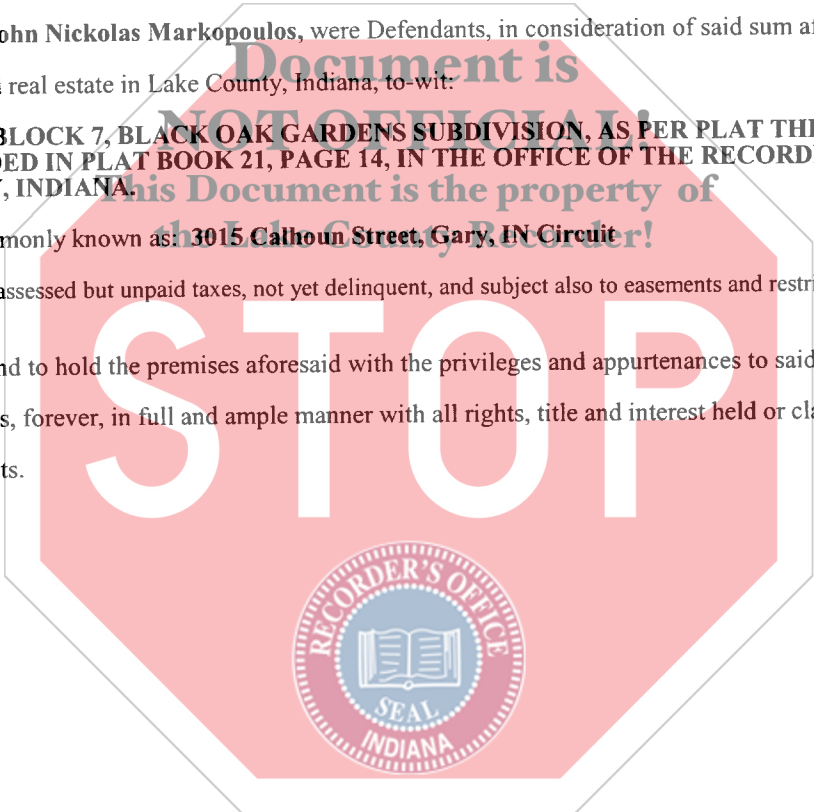 ohn Nickolas Markopoulos, were Defendants, in consideration of said sum af
Document is
real estate in Lake County, Indiana, to-wit:
NOT OFFICIAL!
BLOCK 7, BLACK OAK GARDENS SUBDIVISION, AS PER PLAT THE
DED IN PLAT BOOK 21, PAGE 14, IN THE OFFICE OF THE RECORD
, INDIANA.
This Document is the property of
the Lake County Recorder!
monly known as: 3015 Calhoun Street, Gary, IN Circuit
assessed but unpaid taxes, not yet delinquent, and subject also to easements and restri
nd to hold the premises aforesaid with the privileges and appurtenances to said
s, forever, in full and ample manner with all rights, title and interest held or cla
ts.
STOP
RECORDER'S OFFICE
SEAL
INDIANA